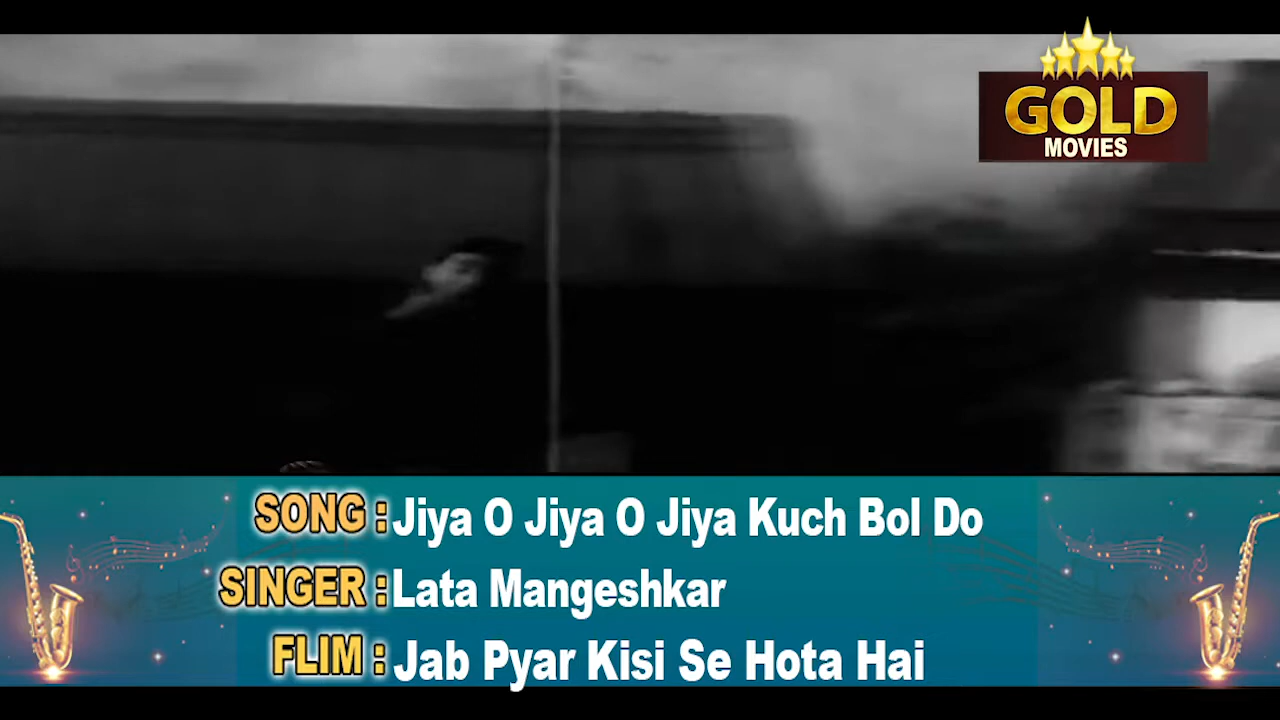 GOLD
MOVIES
SONG : Jiya O Jiya O Jiya Kuch Bol Do
SINGER : Lata Mangeshkar
FLIM : Jab Pyar Kisi Se Hota Hai